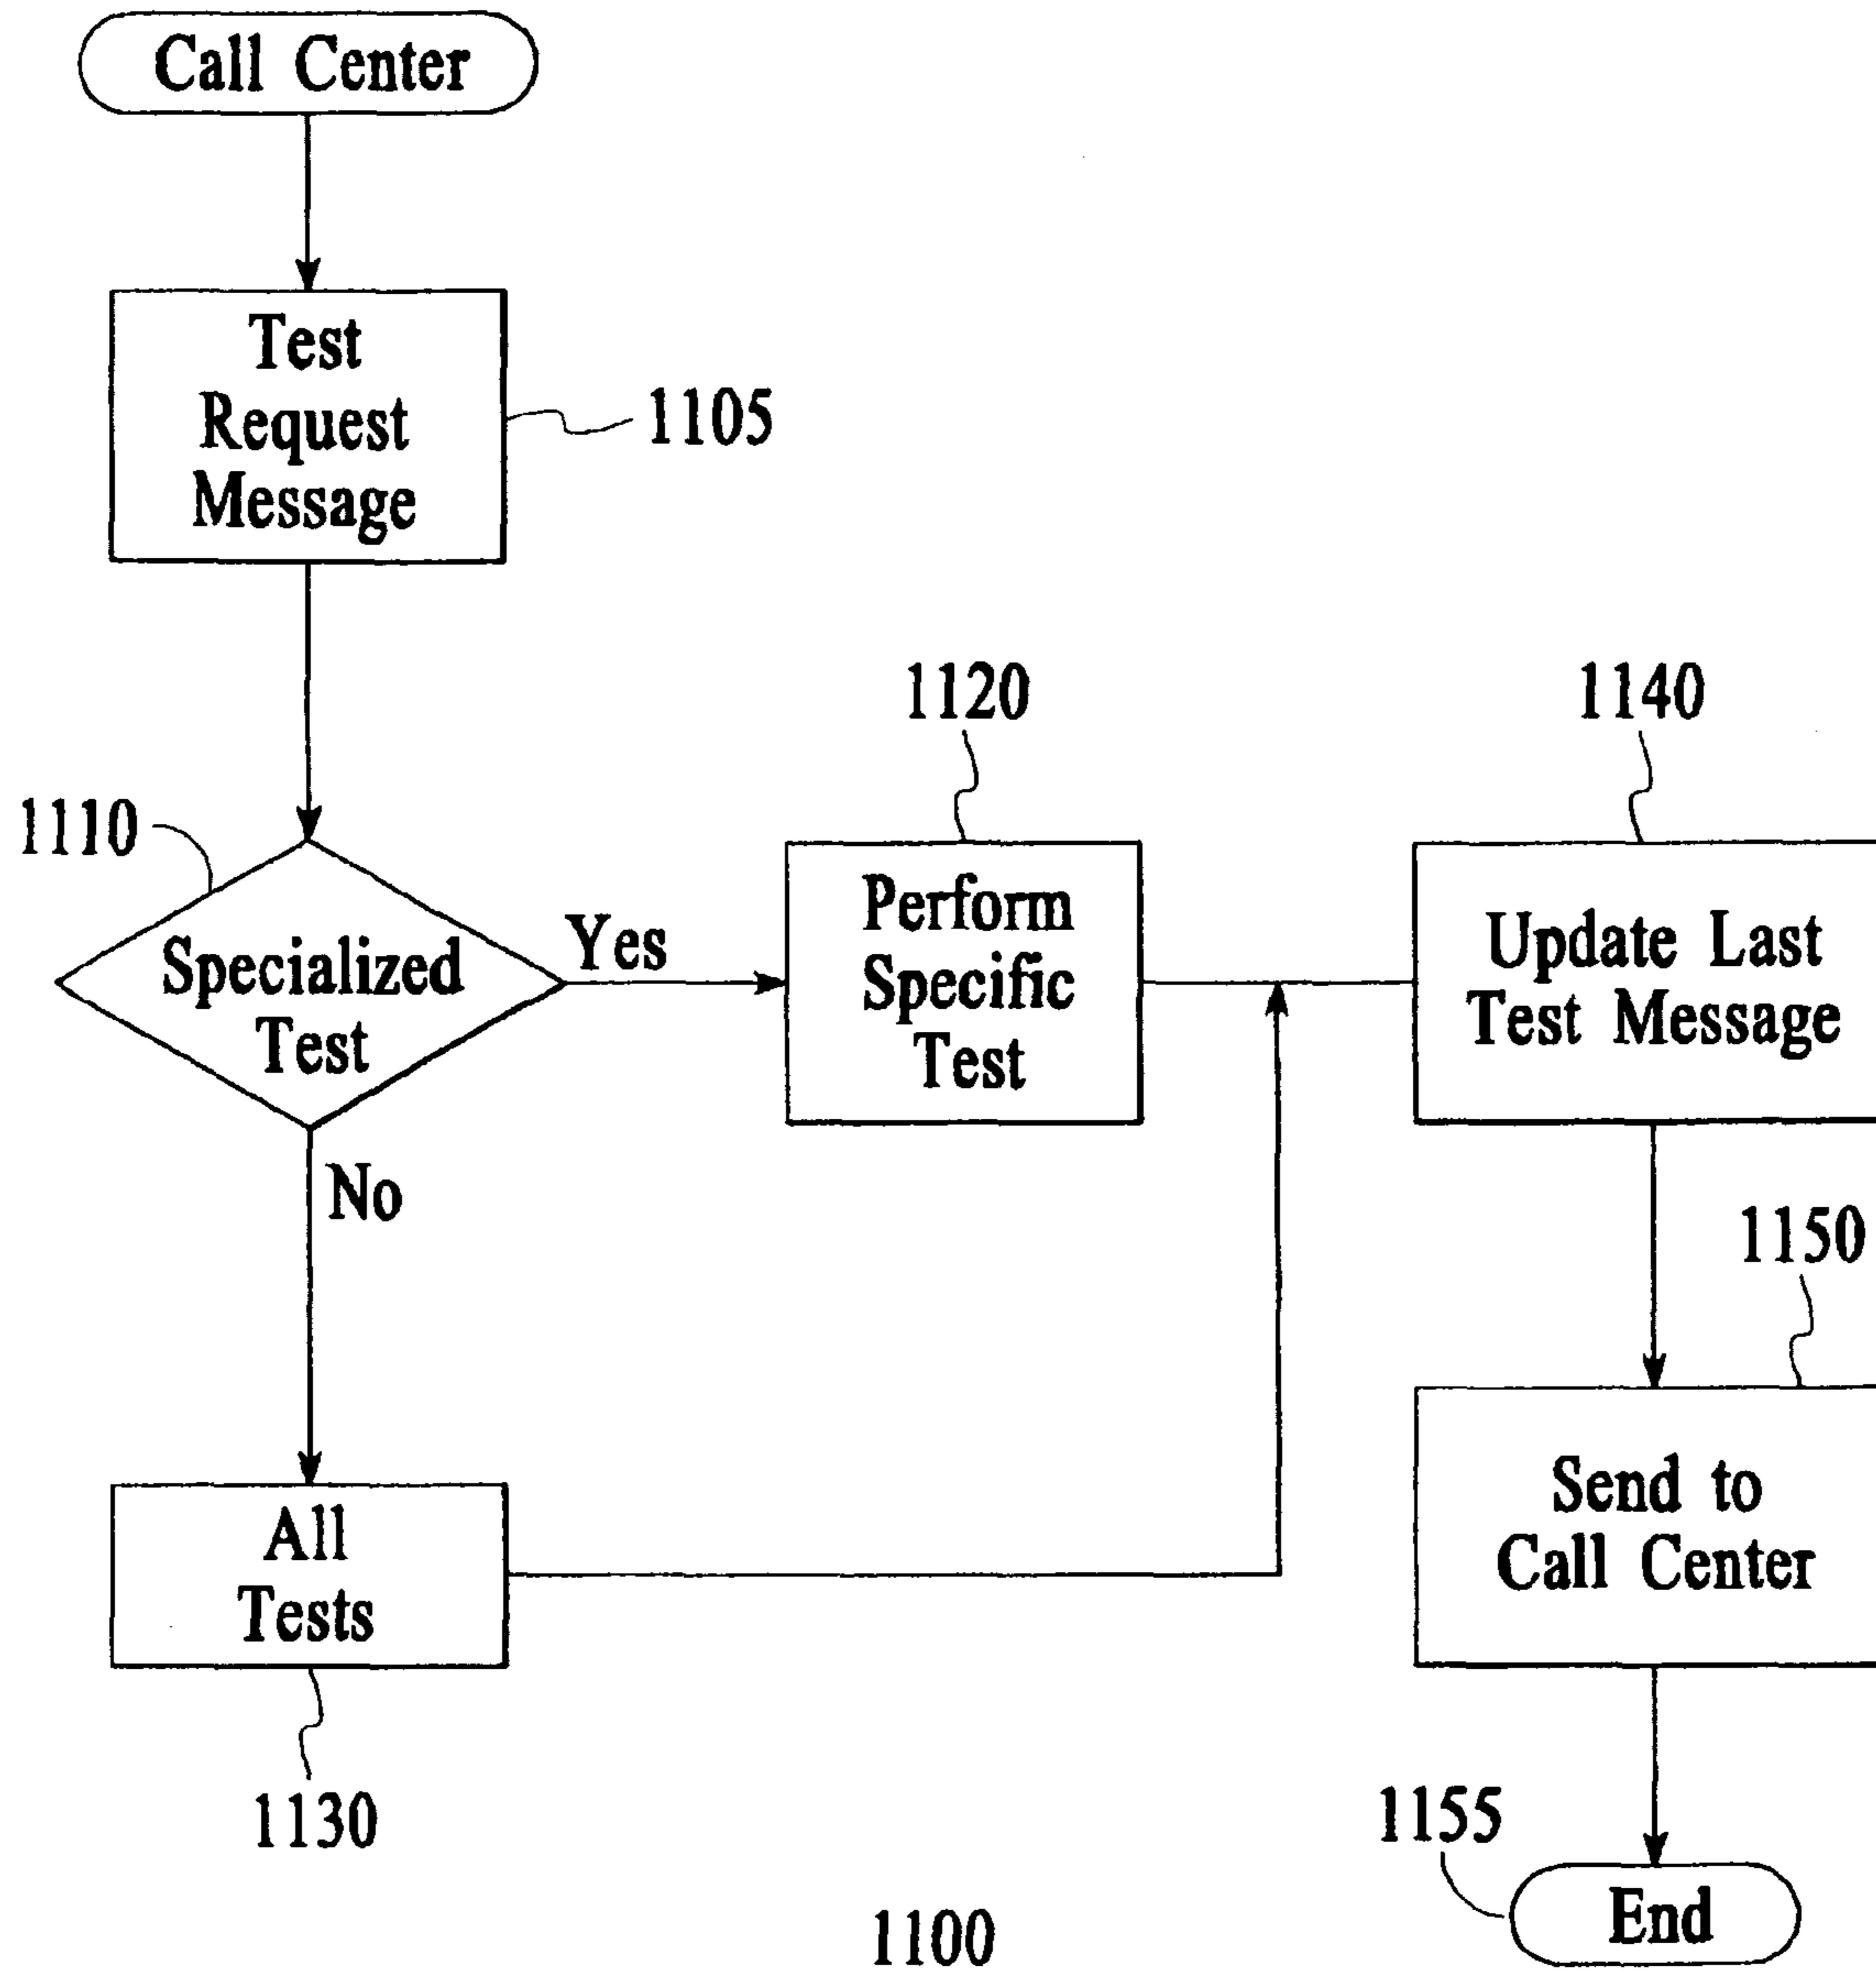 Call Center
Test
Request
Message
1105
1110
Specialized
Test
Yes
No
1120
Perform
Specific
Test
1140
Update Last
Test Message
1150
Send to
Call Center
All
Tests
1130
1155
End
1100